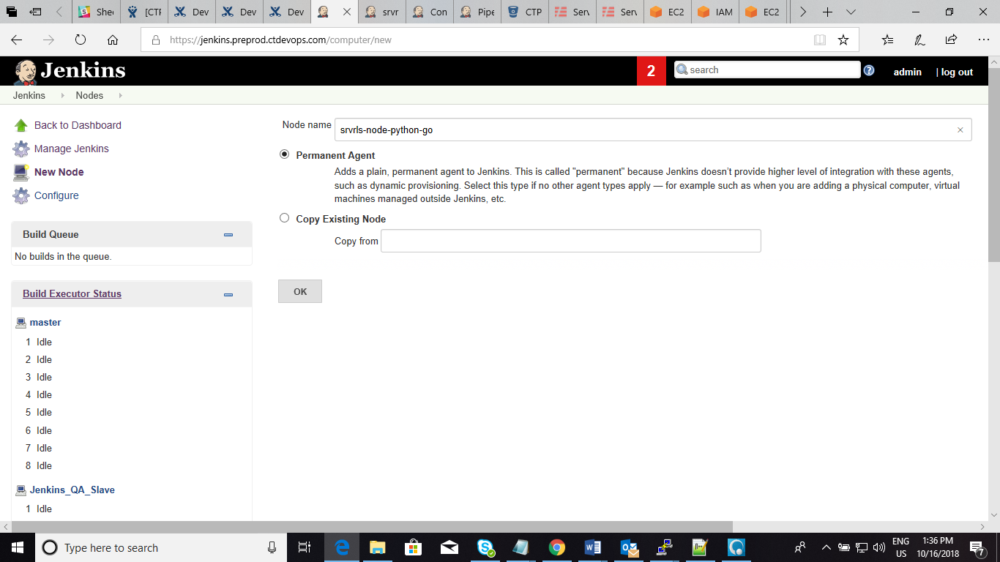 Shee
[CTF
Dev
Dev
Dev
srvr
Con
Pipe
CTP
Serv
Serv
EC2
IAM
EC2
https://jenkins.preprod.ctdevops.com/computer/new
Jenkins
2
search
admin
| log out
Jenkins
Nodes
Back to Dashboard
Manage Jenkins
New Node
Configure
Build Queue
No builds in the queue.
Build Executor Status
master
1 Idle
2 Idle
3 Idle
4 Idle
5 Idle
6 Idle
7 Idle
8 Idle
Jenkins_QA_Slave
1 Idle
Node name
srvrls-node-python-go
Permanent Agent
Adds a plain, permanent agent to Jenkins. This is called "permanent" because Jenkins doesn't provide higher level of integration with these agents,
such as dynamic provisioning. Select this type if no other agent types apply — for example such as when you are adding a physical computer, virtual
machines managed outside Jenkins, etc.
Copy Existing Node
Copy from
OK
Type here to search
ENG
US
1:36 PM
10/16/2018
7